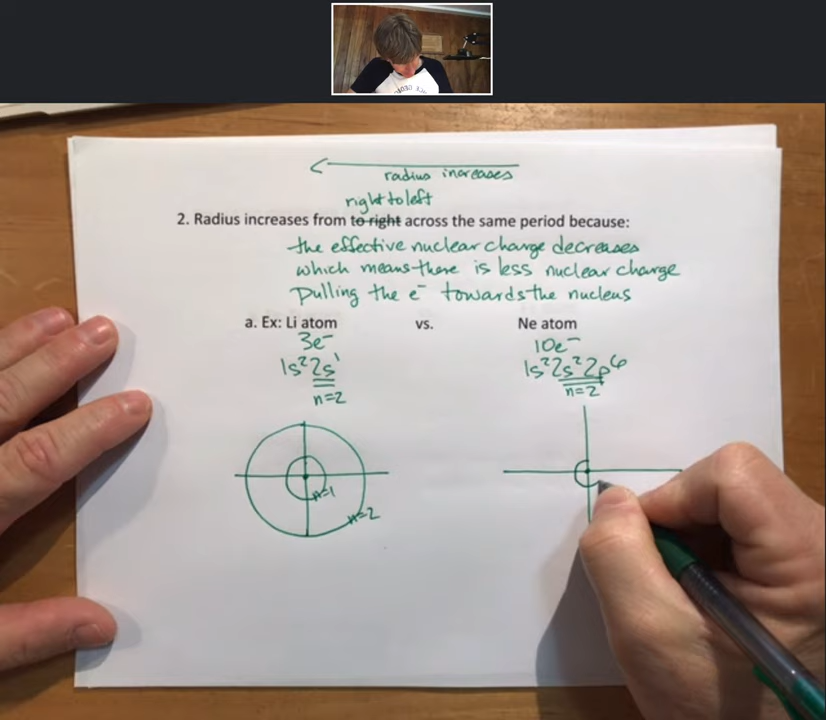 radius increases
right to left
2. Radius increases from to right across the same period because:
the effective nuclear charge decreases
which means there is less nuclear charge
pulling the e⁻ towards the nucleus
a. Ex: Li atom vs. Ne atom
3e⁻ 10e⁻
1s²2s¹ 1s²2s²2p⁶
n=2 n=2
n=1
n=2